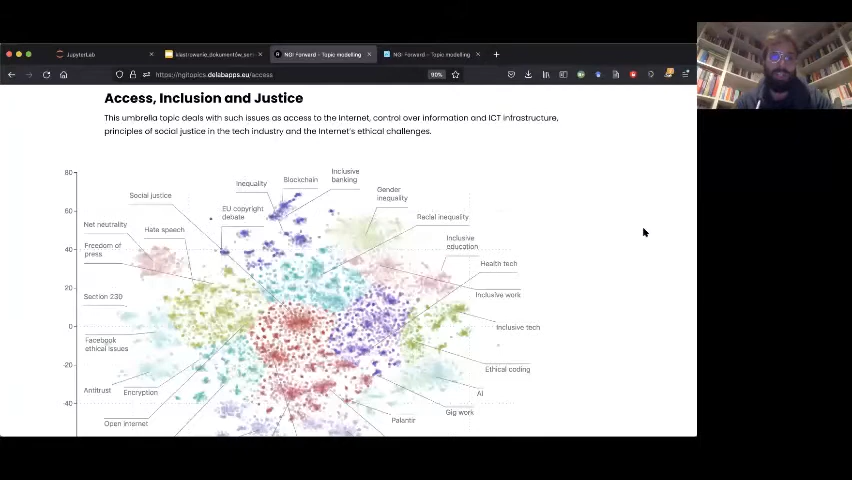 JupyterLab
klastrowanie_dokumentów_sen
NGI Forward – Topic modelling
NGI Forward – Topic modelling
https://ngitopics.delabapps.eu/access
90%
Access, Inclusion and Justice
This umbrella topic deals with such issues as access to the Internet, control over information and ICT infrastructure,
principles of social justice in the tech industry and the Internet's ethical challenges.
80
60
40
20
0
-20
-40
Social justice
Inequality
Blockchain
Inclusive
banking
Gender
inequality
EU copyright
debate
Racial inequality
Net neutrality
Hate speech
Freedom of
press
Inclusive
education
Health tech
Section 230
Inclusive work
Inclusive tech
Facebook
ethical issues
Ethical coding
Antitrust
Encryption
AI
Gig work
Open internet
Palantir